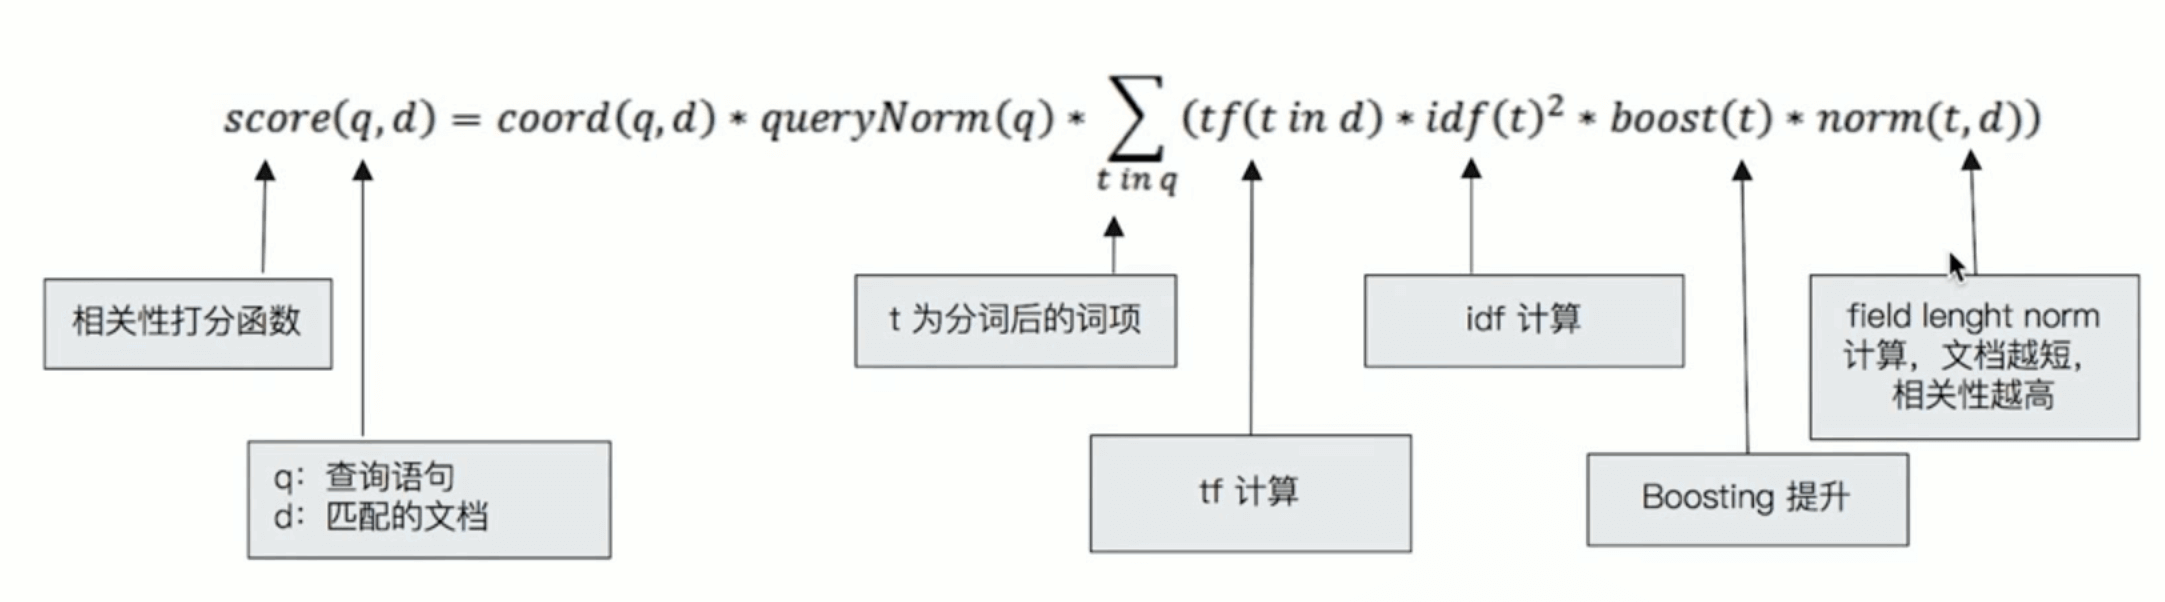 score(q,d) = coord(q,d) * queryNorm(q) * ∑ (tf(t in d) * idf(t)² * boost(t) * norm(t,d))
t in q
相关性打分函数
t 为分词后的词项
idf 计算
field lenght norm
计算，文档越短，
相关性越高
q：查询语句
d：匹配的文档
tf 计算
Boosting 提升